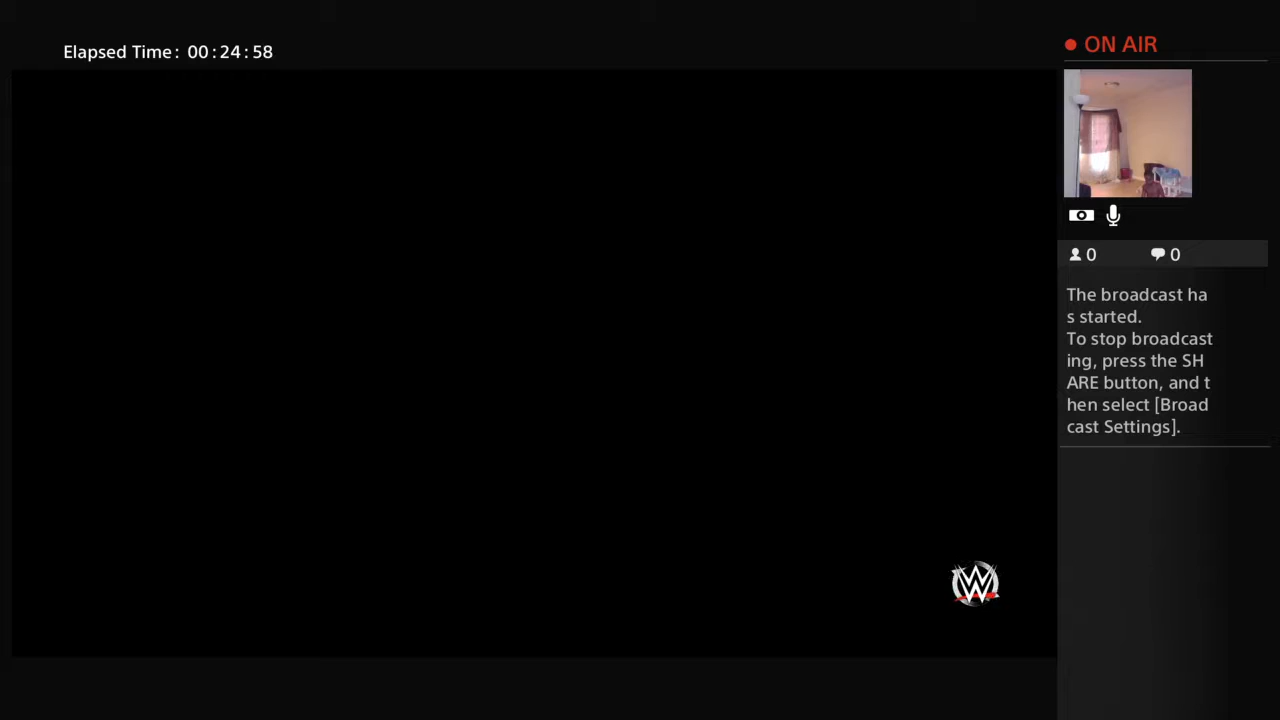 Elapsed Time: 00:24:58
ON AIR
0 0
The broadcast ha
s started.
To stop broadcast
ing, press the SH
ARE button, and t
hen select [Broad
cast Settings].
W